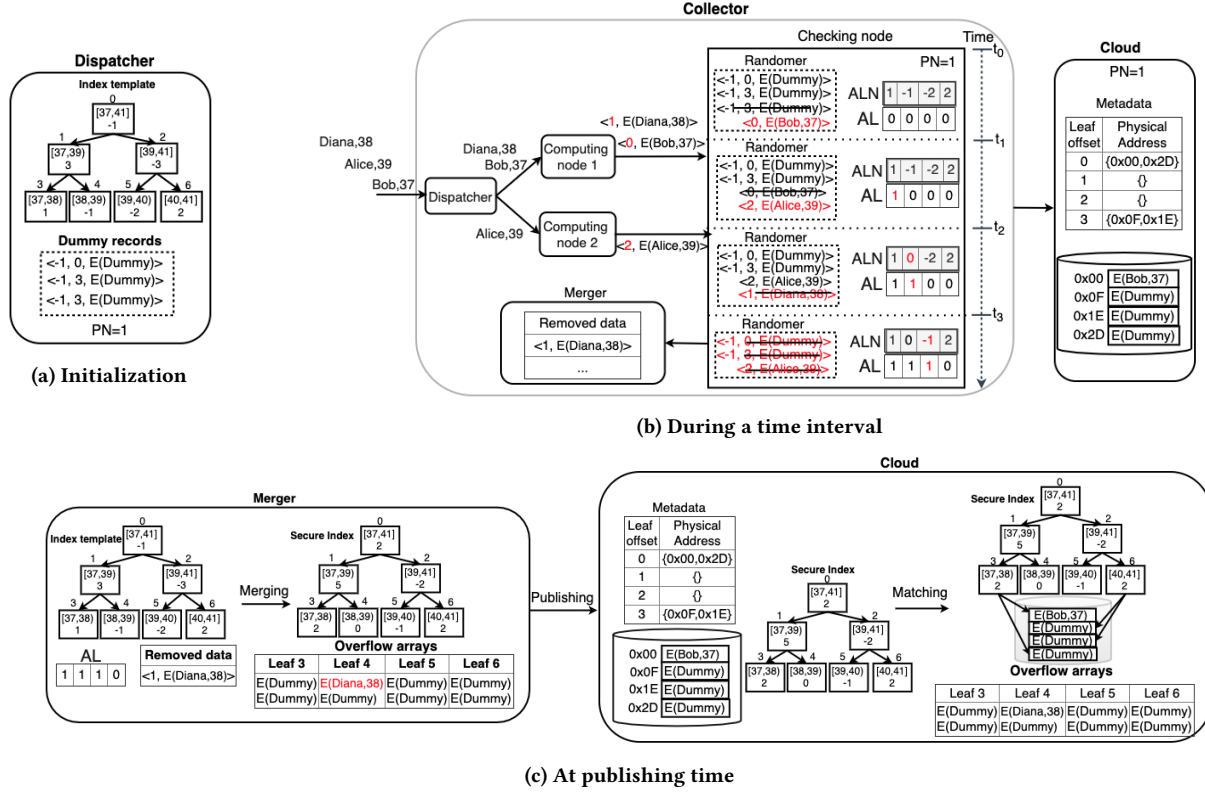 Dispatcher
Index template
0
[37,41]
-1
1
2
[37,39)
3
[39,41]
-3
3
4
5
6
[37,38)
1
[38,39)
-1
[39,40)
-2
[40,41]
2
Dummy records
<-1, 0, E(Dummy)>
<-1, 3, E(Dummy)>
<-1, 3, E(Dummy)>
PN=1
(a) Initialization
Collector
Diana,38
Alice,39
Bob,37
Dispatcher
Diana,38
Bob,37
Alice,39
Computing
node 1
Computing
node 2
<1, E(Diana,38)>
<0, E(Bob,37)>
<2, E(Alice,39)>
Merger
Removed data
<1, E(Diana,38)>
...
Checking node
Randomer
PN=1
<-1, 0, E(Dummy)>
<-1, 3, E(Dummy)>
<-1, 3, E(Dummy)>
<0, E(Bob,37)>
ALN 1 -1 -2 2
AL 0 0 0 0
Randomer
<-1, 0, E(Dummy)>
<-1, 3, E(Dummy)>
<0, E(Bob,37)>
<2, E(Alice,39)>
ALN 1 -1 -2 2
AL 1 0 0 0
Randomer
<-1, 0, E(Dummy)>
<-1, 3, E(Dummy)>
<2, E(Alice,39)>
<1, E(Diana,38)>
ALN 1 0 -2 2
AL 1 1 0 0
Randomer
<-1, 0, E(Dummy)>
<-1, 3, E(Dummy)>
<2, E(Alice,39)>
ALN 1 0 -1 2
AL 1 1 1 0
Time
t0
t1
t2
t3
Cloud
PN=1
Metadata
Leaf offset Physical Address
0 {0x00,0x2D}
1 {}
2 {}
3 {0x0F,0x1E}
0x00 E(Bob,37)
0x0F E(Dummy)
0x1E E(Dummy)
0x2D E(Dummy)
(b) During a time interval
Merger
Index template
0
[37,41]
-1
1
2
[37,39)
3
[39,41]
-3
3
4
5
6
[37,38)
1
[38,39)
-1
[39,40)
-2
[40,41]
2
AL
1 1 1 0
Removed data
<1, E(Diana,38)>
Merging
Secure Index
0
[37,41]
2
1
2
[37,39)
5
[39,41]
-2
3
4
5
6
[37,38)
2
[38,39)
0
[39,40)
-1
[40,41]
2
Overflow arrays
Leaf 3 Leaf 4 Leaf 5 Leaf 6
E(Dummy) E(Diana,38) E(Dummy) E(Dummy)
E(Dummy) E(Dummy) E(Dummy) E(Dummy)
Publishing
Cloud
Metadata
Leaf offset Physical Address
0 {0x00,0x2D}
1 {}
2 {}
3 {0x0F,0x1E}
0x00 E(Bob,37)
0x0F E(Dummy)
0x1E E(Dummy)
0x2D E(Dummy)
Secure Index
0
[37,41]
2
1
2
[37,39)
5
[39,41]
-2
3
4
5
6
[37,38)
2
[38,39)
0
[39,40)
-1
[40,41]
2
Matching
Secure Index
0
[37,41]
2
1
2
[37,39)
5
[39,41]
-2
3
4
5
6
[37,38)
2
[38,39)
0
[39,40)
-1
[40,41]
2
E(Bob,37)
E(Dummy)
E(Dummy)
E(Dummy)
Overflow arrays
Leaf 3 Leaf 4 Leaf 5 Leaf 6
E(Dummy) E(Diana,38) E(Dummy) E(Dummy)
E(Dummy) E(Dummy) E(Dummy) E(Dummy)
(c) At publishing time